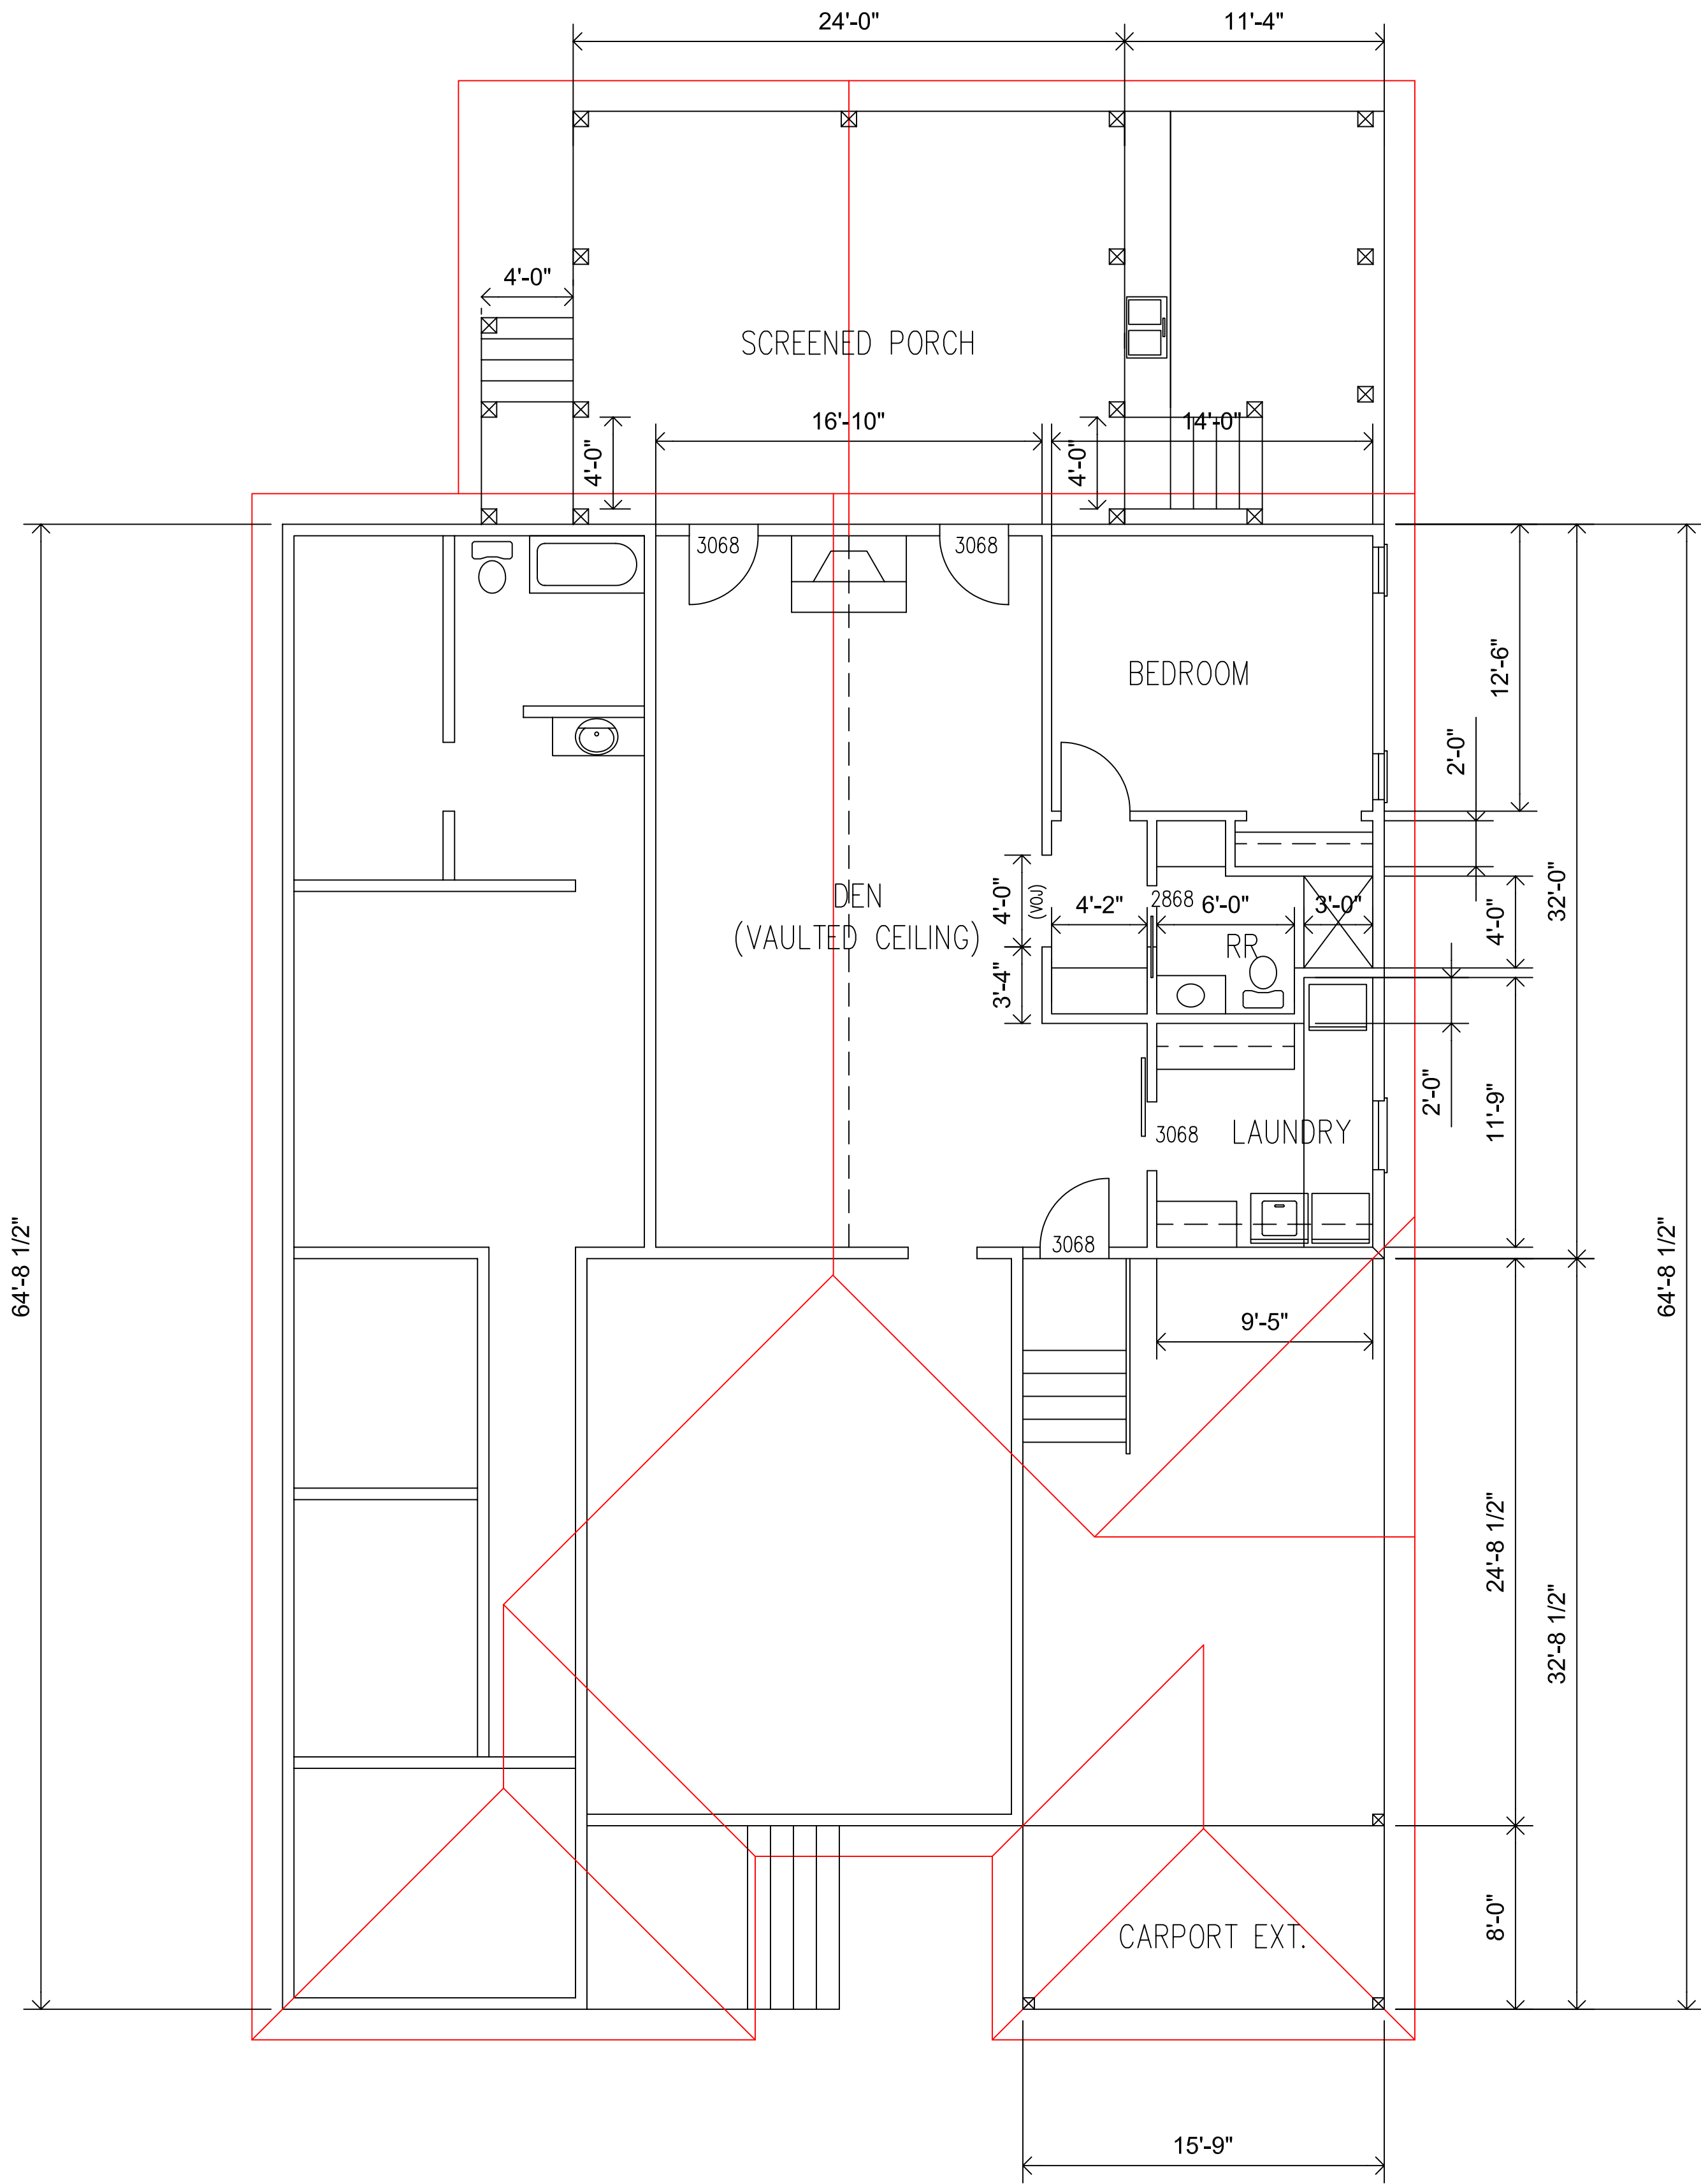 24'-0" 11'-4"
4'-0"
SCREENED PORCH
16'-10" 14'-0"
4'-0" 4'-0"
3068 3068
BEDROOM
12'-6"
2'-0"
32'-0"
DEN
(VAULTED CEILING)
4'-0"
(VOJ)
4'-2" 2868 6'-0" 3'-0"
4'-0"
RR
3'-4"
2'-0"
11'-9"
3068 LAUNDRY
3068
64'-8 1/2"
64'-8 1/2"
9'-5"
24'-8 1/2"
32'-8 1/2"
8'-0"
CARPORT EXT.
15'-9"